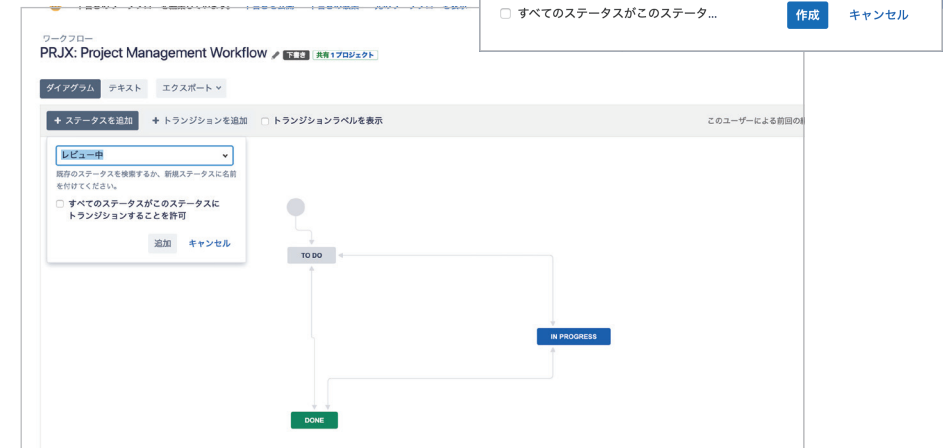 すべてのステータスがこのステータ...
作成
キャンセル
ワークフロー
PRJX: Project Management Workflow
下書き
共有 1 プロジェクト
ダイアグラム
テキスト
エクスポート
+ ステータスを追加
+ トランジションを追加
トランジションラベルを表示
このユーザーによる前回の
レビュー中
既存のステータスを検索するか、新規ステータスに名前
を付けてください。
すべてのステータスがこのステータスに
トランジションすることを許可
追加
キャンセル
TO DO
IN PROGRESS
DONE